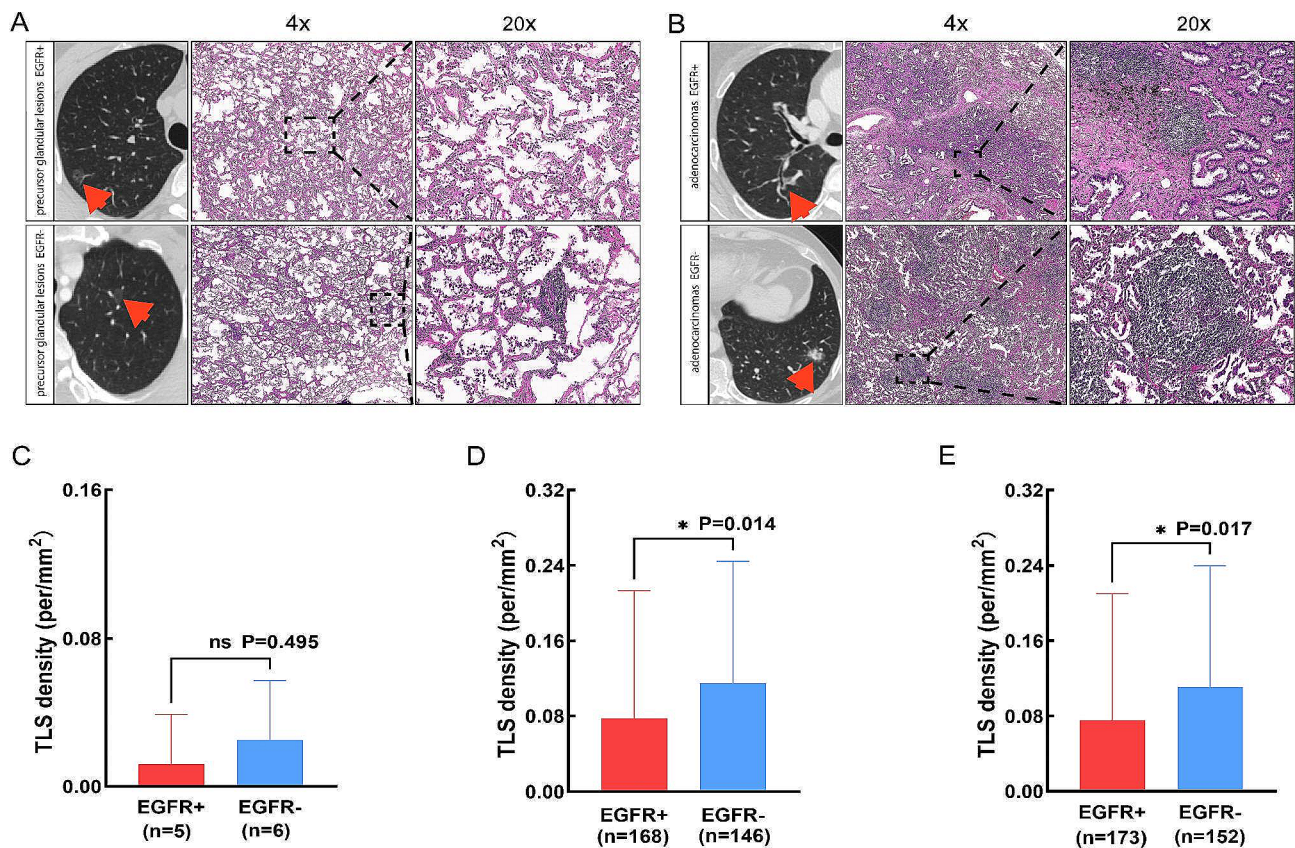 A
4x
20x
precursor glandular lesions EGFR+
precursor glandular lesions EGFR-
B
4x
20x
adenocarcinomas EGFR+
adenocarcinomas EGFR-
C
TLS density (per/mm²)
0.16
0.08
0.00
ns P=0.495
EGFR+
(n=5)
EGFR-
(n=6)
D
TLS density (per/mm²)
0.32
0.24
0.16
0.08
0.00
* P=0.014
EGFR+
(n=168)
EGFR-
(n=146)
E
TLS density (per/mm²)
0.32
0.24
0.16
0.08
0.00
* P=0.017
EGFR+
(n=173)
EGFR-
(n=152)